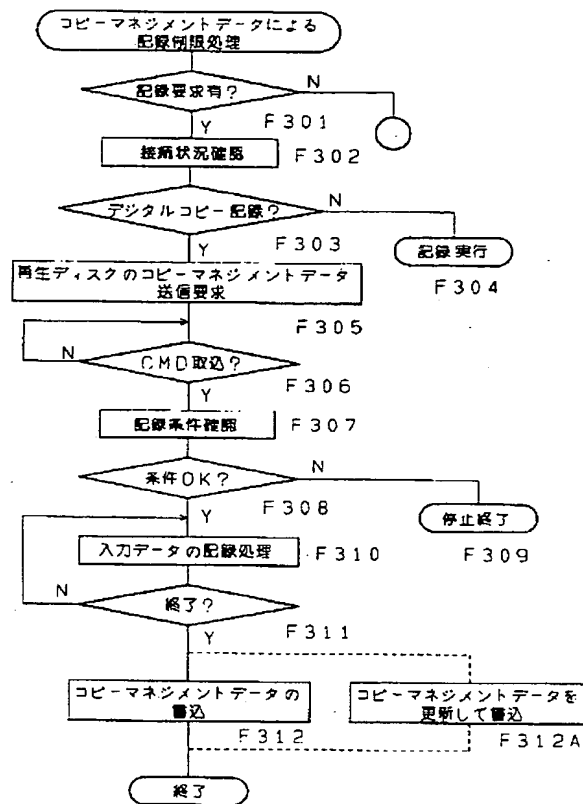 コピーマネジメントデータによる
記録制限処理
記録要求有?
N
Y
F301
接続状況確認
F302
デジタルコピー記録?
N
Y
F303
記録実行
F304
再生ディスクのコピーマネジメントデータ
送信要求
F305
N
CMD取込?
F306
Y
記録条件確認
F307
条件OK?
N
Y
F308
停止終了
F309
入力データの記録処理
F310
N
終了?
Y
F311
コピーマネジメントデータの
書込
F312
コピーマネジメントデータを
更新して書込
F312A
終了